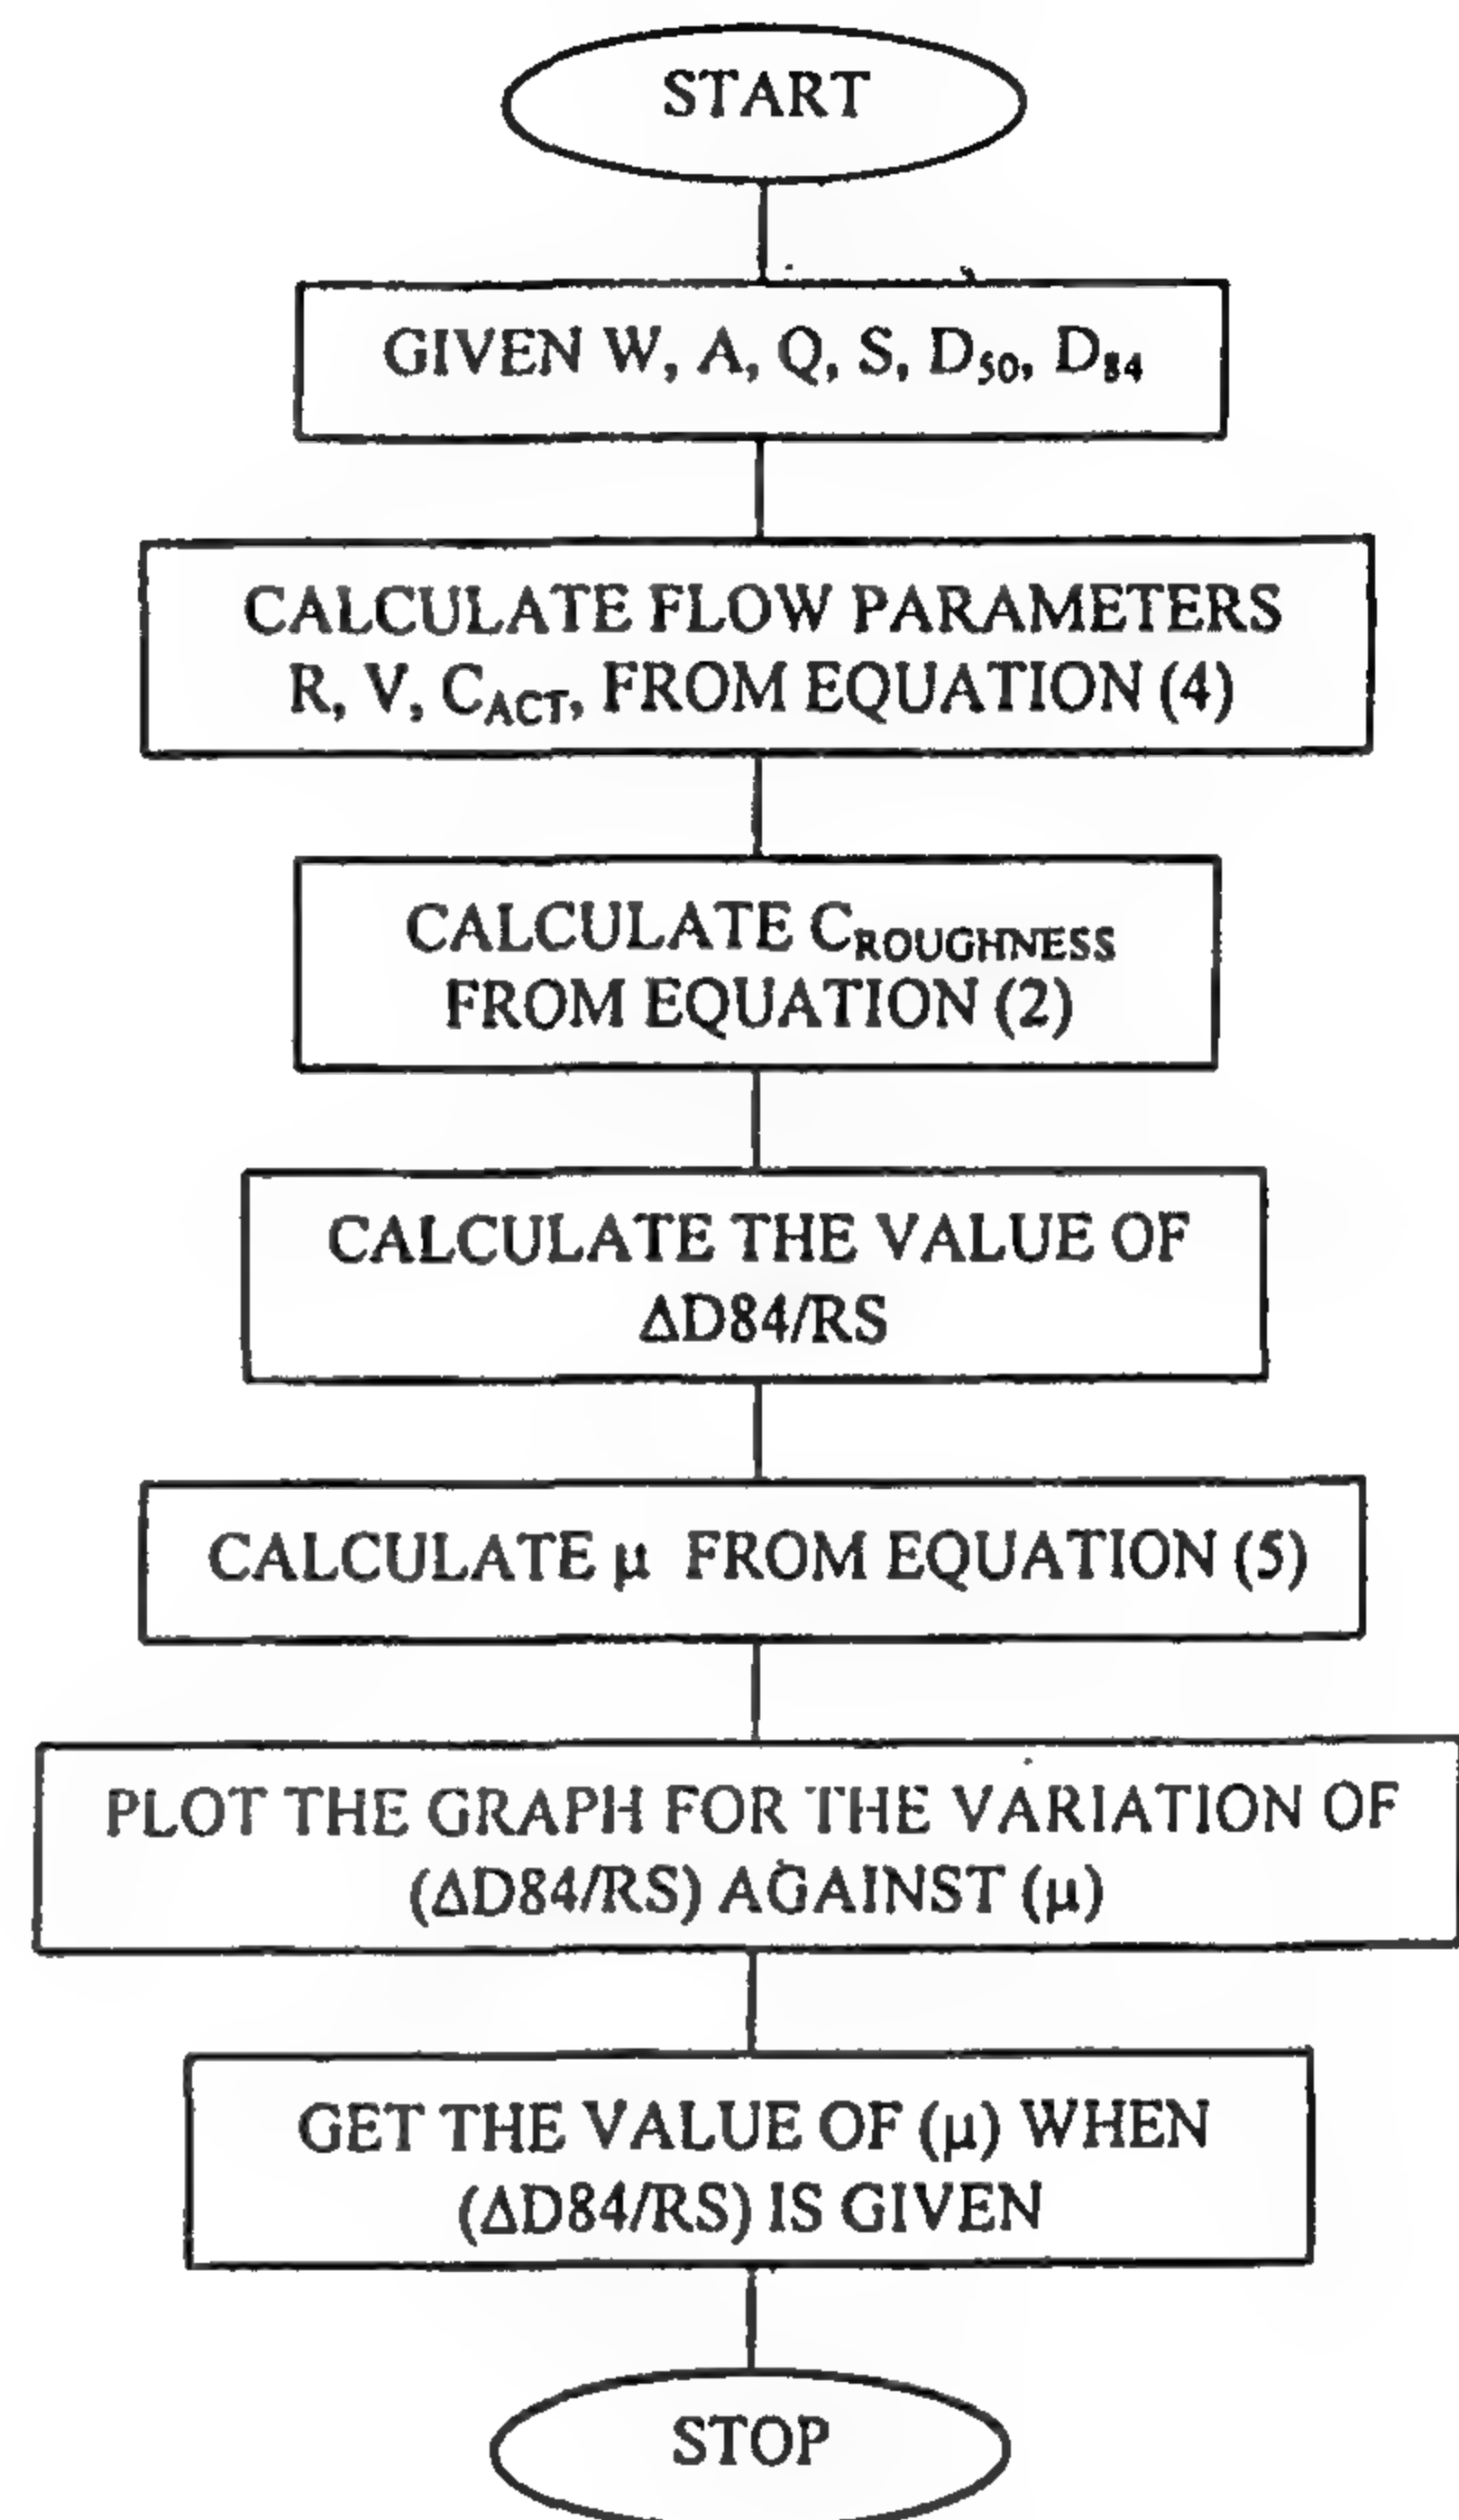 START
GIVEN W, A, Q, S, D₅₀, D₈₄
CALCULATE FLOW PARAMETERS
R, V, C_ACT, FROM EQUATION (4)
CALCULATE C_ROUGHNESS
FROM EQUATION (2)
CALCULATE THE VALUE OF
ΔD84/RS
CALCULATE μ FROM EQUATION (5)
PLOT THE GRAPH FOR THE VARIATION OF
(ΔD84/RS) AGAINST (μ)
GET THE VALUE OF (μ) WHEN
(ΔD84/RS) IS GIVEN
STOP